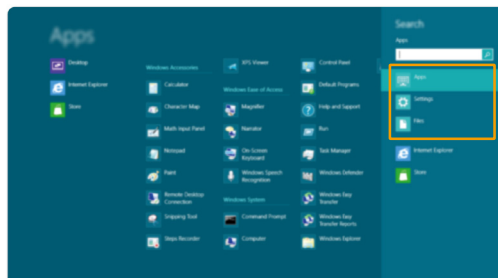 Apps
Desktop
Internet Explorer
Store
Windows Accessories
Calculator
Character Map
Math Input Panel
Notepad
Paint
Remote Desktop
Connection
Snipping Tool
Steps Recorder
XPS Viewer
Windows Ease of Access
Magnifier
Narrator
On-Screen
Keyboard
Windows Speech
Recognition
Windows System
Command Prompt
Computer
Control Panel
Default Programs
Help and Support
Run
Task Manager
Windows Defender
Windows Easy
Transfer
Windows Easy
Transfer Reports
Windows Explorer
Search
Apps
Apps
Settings
Files
Internet Explorer
Store